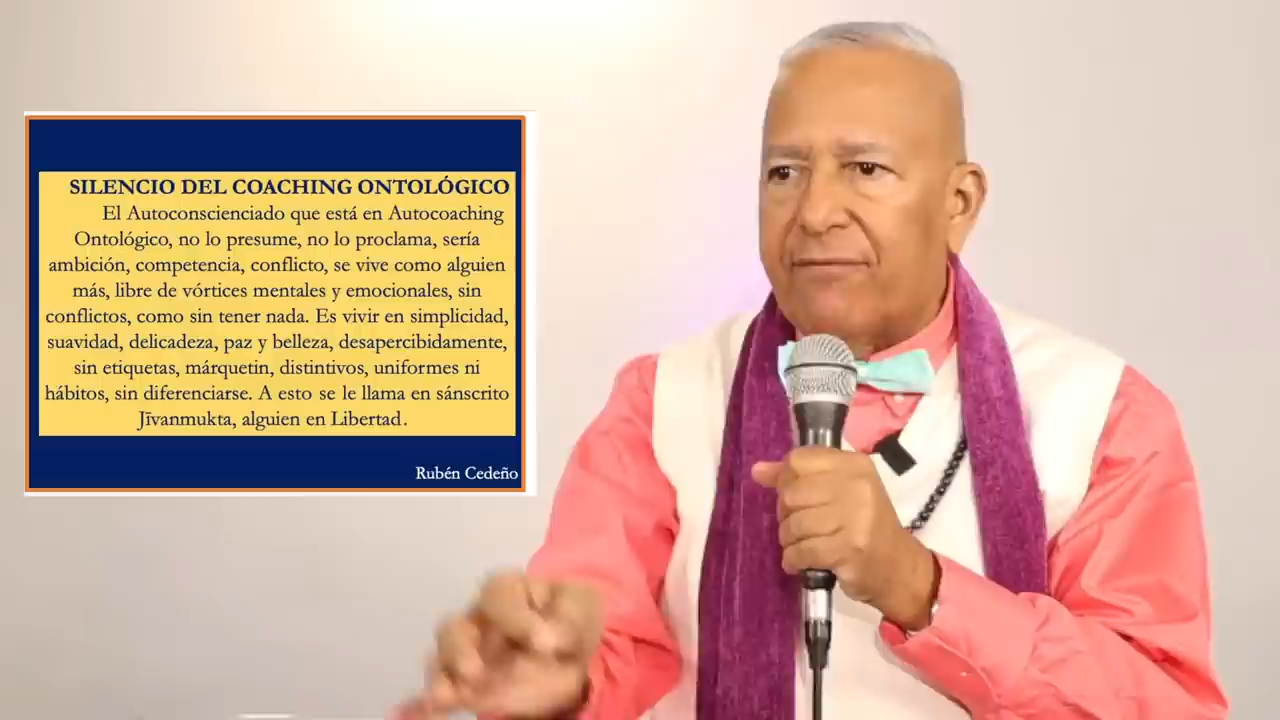 SILENCIO DEL COACHING ONTOLÓGICO
El Autoconscienciado que está en Autocoaching
Ontológico, no lo presume, no lo proclama, sería
ambición, competencia, conflicto, se vive como alguien
más, libre de vórtices mentales y emocionales, sin
conflictos, como sin tener nada. Es vivir en simplicidad,
suavidad, delicadeza, paz y belleza, desapercibidamente,
sin etiquetas, márquetin, distintivos, uniformes ni
hábitos, sin diferenciarse. A esto se le llama en sánscrito
Jīvanmukta, alguien en Libertad.
Rubén Cedeño